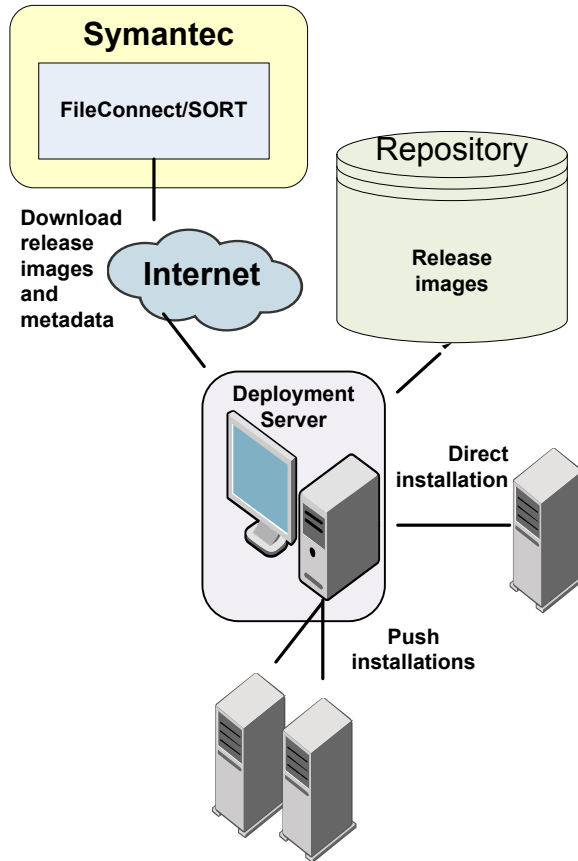 Symantec
FileConnect/SORT
Repository
Download
release
images
and
metadata
Internet
Release
images
Deployment
Server
Direct
installation
Push
installations